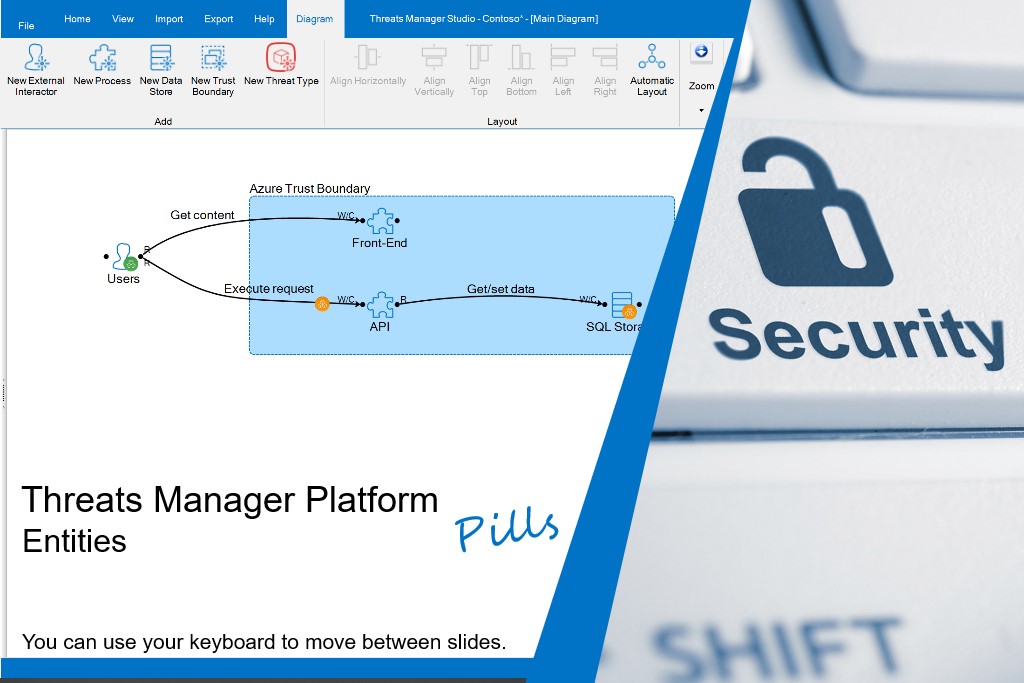 File
Home
View
Import
Export
Help
Diagram
Threats Manager Studio - Contoso* - [Main Diagram]
New External
Interactor
New Process
New Data
Store
New Trust
Boundary
New Threat Type
Align Horizontally
Align
Vertically
Align
Top
Align
Bottom
Align
Left
Align
Right
Automatic
Layout
Zoom
Add
Layout
Azure Trust Boundary
Get content
W/C
Front-End
R
R
Users
Execute request
W/C
API
R
Get/set data
W/C
SQL Stora
Security
Threats Manager Platform
Entities
Pills
You can use your keyboard to move between slides.
SHIFT